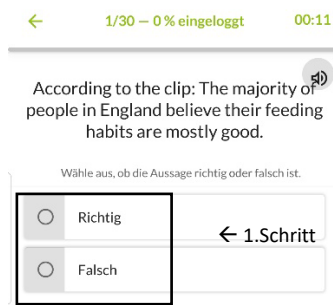 ← 1/30 – 0 % eingeloggt 00:11
According to the clip: The majority of
people in England believe their feeding
habits are mostly good.
Wähle aus, ob die Aussage richtig oder falsch ist.
Richtig
← 1.Schritt
Falsch